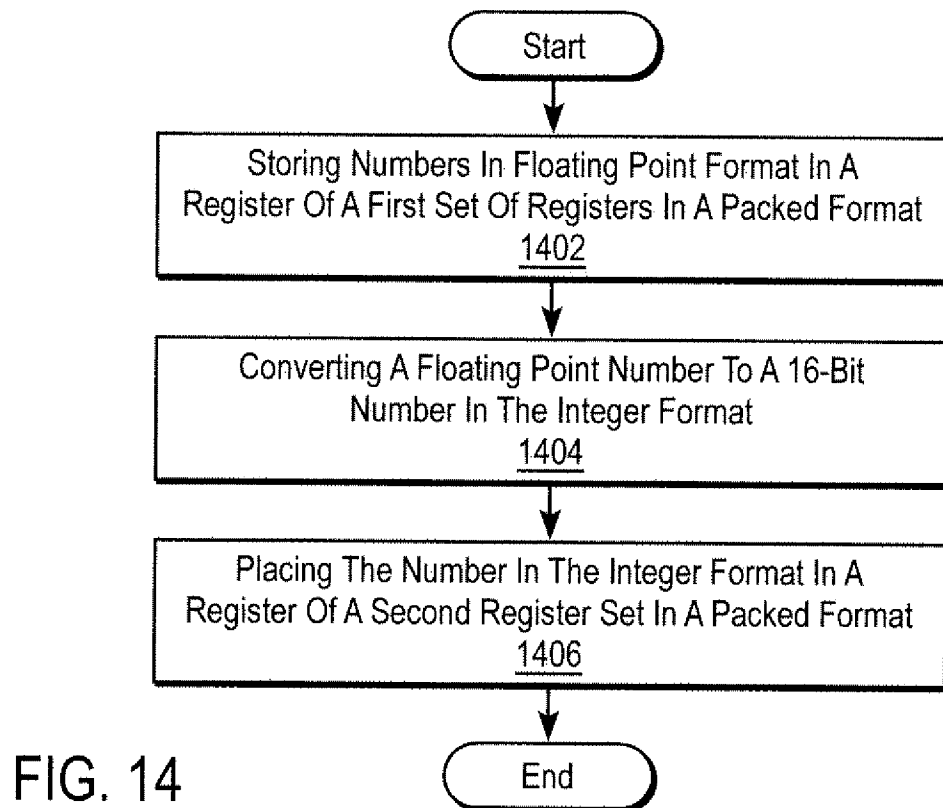 Start
Storing Numbers In Floating Point Format In A
Register Of A First Set Of Registers In A Packed Format
1402
Converting A Floating Point Number To A 16-Bit
Number In The Integer Format
1404
Placing The Number In The Integer Format In A
Register Of A Second Register Set In A Packed Format
1406
End
FIG. 14